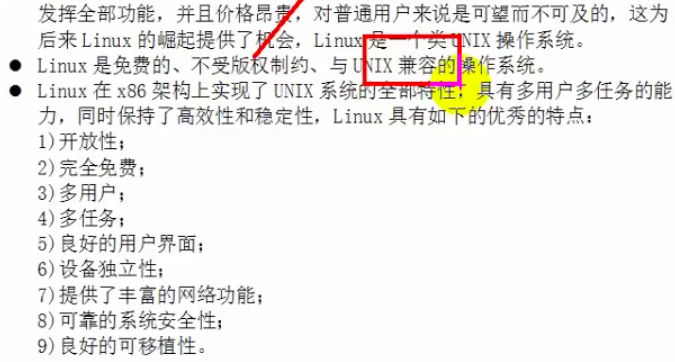 发挥全部功能，并且价格昂贵，对普通用户来说是可望而不可及的，这为
后来 Linux 的崛起提供了机会，Linux 是一个类 UNIX 操作系统。
● Linux 是免费的、不受版权制约、与 UNIX 兼容的操作系统。
● Linux 在 x86 架构上实现了 UNIX 系统的全部特性，具有多用户多任务的能
力，同时保持了高效性和稳定性，Linux 具有如下的优秀的特点：
1)开放性；
2)完全免费；
3)多用户；
4)多任务；
5)良好的用户界面；
6)设备独立性；
7)提供了丰富的网络功能；
8)可靠的系统安全性；
9)良好的可移植性。